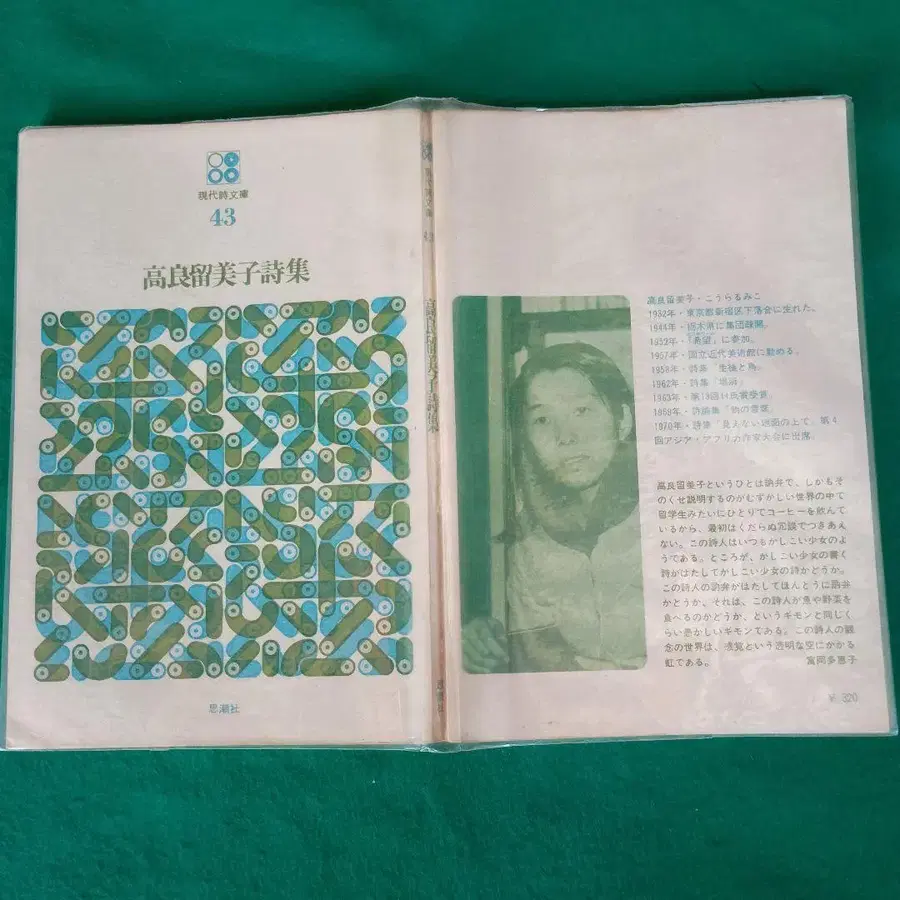 現代詩文庫
43
高良留美子詩集
思潮社
現代詩文庫
43
高良留美子詩集
思潮社
高良留美子・こうらるみこ
1932年・東京都新宿区下落合に生れた。
1944年・栃木県に集団疎開。
1952年・「希望」に参加。
1957年・国立近代美術館に勤める。
1958年・詩集「生徒と鳥」
1962年・詩集「場所」
1963年・第13回H氏賞受賞。
1968年・詩論集「物の言葉」
1970年・詩集「見えない地面の上で」第4
回アジア・アフリカ作家大会に出席。
高良留美子というひとは訥弁で、しかもそ
のくせ説明するのがむずかしい世界の中で
留学生みたいにひとりでコーヒーを飲んで
いるから、最初はくだらぬ冗談でつきあえ
ない。この詩人はいつもかしこい少女のよ
うである。ところが、かしこい少女の書く
詩がはたしてかしこい少女の詩かどうか。
この詩人の訥弁がはたしてほんとうに訥弁
かどうか、それは、この詩人が魚や野菜を
食べるのかどうか、というギモンと同じく
らい愚かしいギモンである。この詩人の観
念の世界は、感覚という透明な空にかかる
虹である。
富岡多恵子
¥ 320